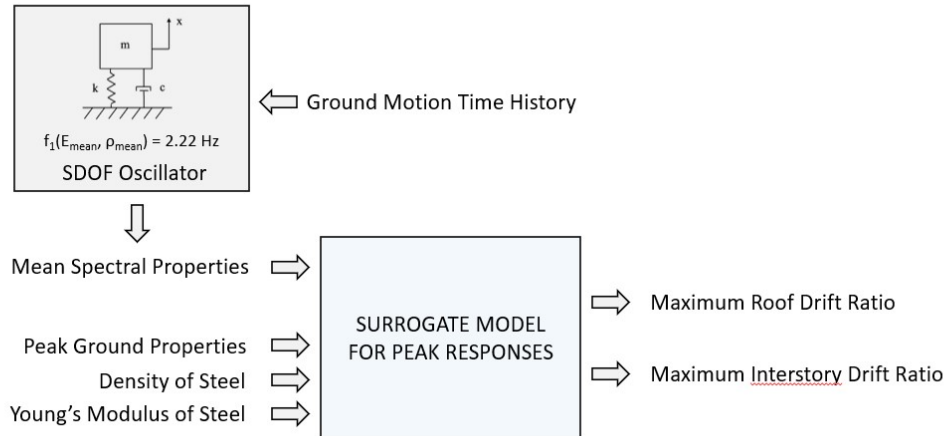 x
m
k
c
f₁(Eₘₑₐₙ, ρₘₑₐₙ) = 2.22 Hz
SDOF Oscillator
Ground Motion Time History
Mean Spectral Properties
Peak Ground Properties
Density of Steel
Young's Modulus of Steel
SURROGATE MODEL
FOR PEAK RESPONSES
Maximum Roof Drift Ratio
Maximum Interstory Drift Ratio